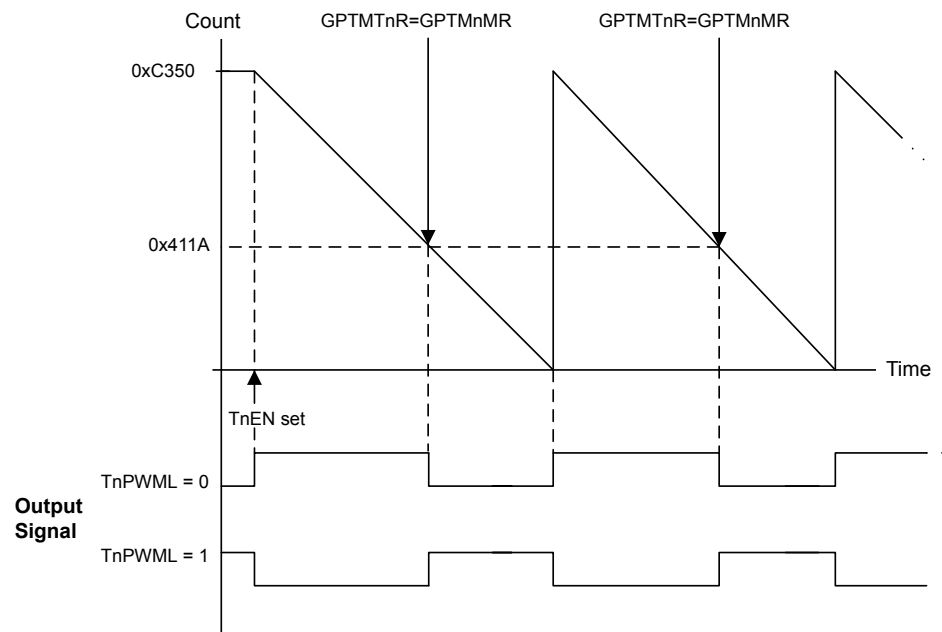 Count
GPTMTnR=GPTMnMR
GPTMTnR=GPTMnMR
0xC350
0x411A
Time
TnEN set
TnPWML = 0
Output
Signal
TnPWML = 1